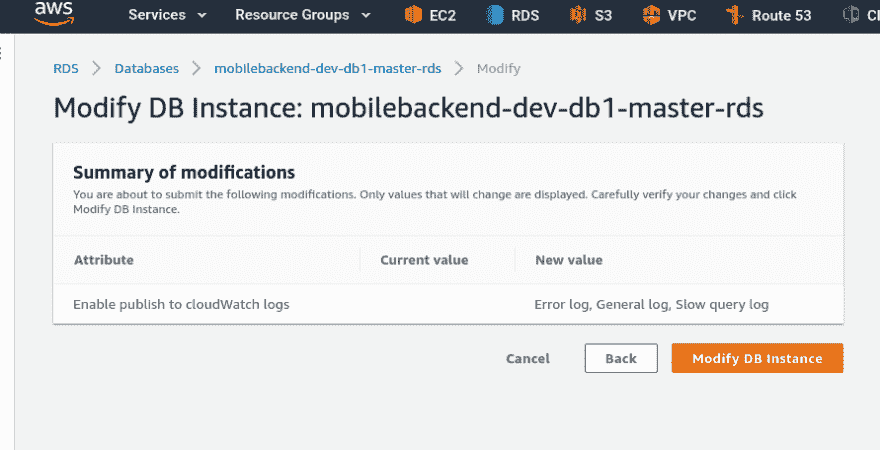 aws Services Resource Groups EC2 RDS S3 VPC Route 53
RDS Databases mobilebackend-dev-db1-master-rds Modify
Modify DB Instance: mobilebackend-dev-db1-master-rds
Summary of modifications
You are about to submit the following modifications. Only values that will change are displayed. Carefully verify your changes and click
Modify DB Instance.
Attribute Current value New value
Enable publish to cloudWatch logs Error log, General log, Slow query log
Cancel Back Modify DB Instance